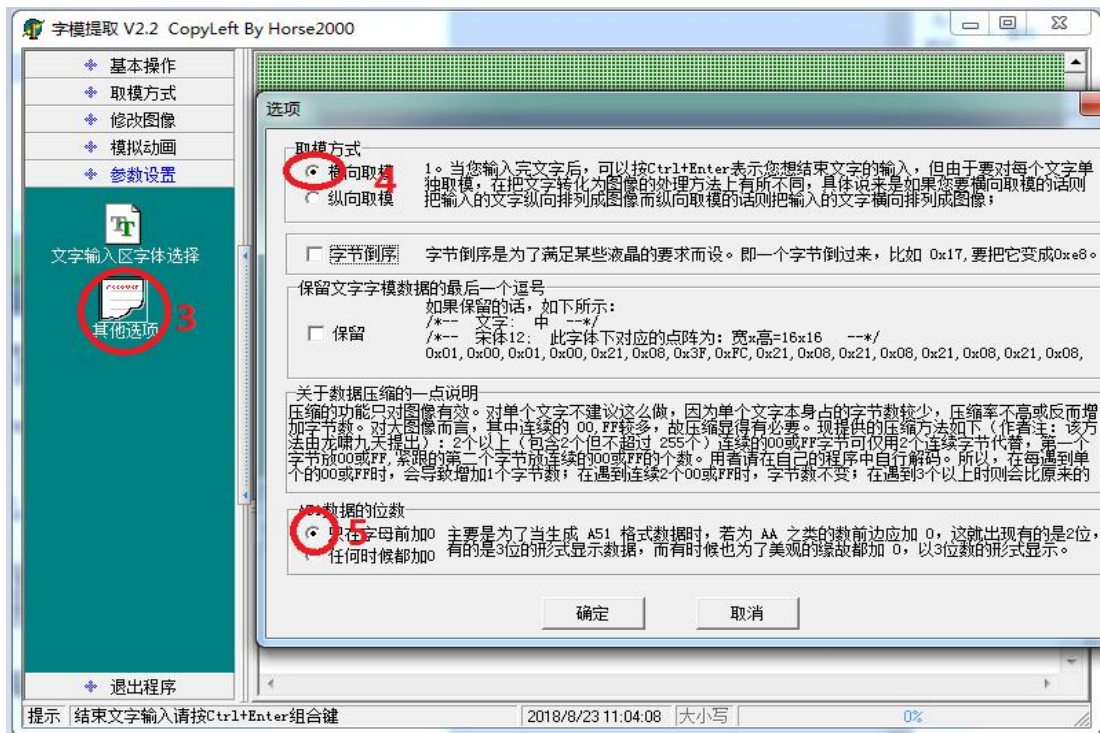 字模提取 V2.2 CopyLeft By Horse2000
基本操作
取模方式
修改图像
模拟动画
参数设置
文字输入区字体选择
3
其他选项
退出程序
选项
取模方式
横向取模
4
纵向取模
1。当您输入完文字后，可以按Ctrl+Enter表示您想结束文字的输入，但由于要对每个文字单
独取模，在把文字转化为图像的处理方法上有所不同，具体说来是如果您要横向取模的话则
把输入的文字纵向排列成图像而纵向取模的话则把输入的文字横向排列成图像；
字节倒序
字节倒序是为了满足某些液晶的要求而设。即一个字节倒过来，比如 0x17,要把它变成0xe8。
保留文字字模数据的最后一个逗号
保留
如果保留的话，如下所示：
/*-- 文字： 中 --*/
/*-- 宋体12； 此字体下对应的点阵为：宽x高=16x16 --*/
0x01,0x00,0x01,0x00,0x21,0x08,0x3F,0xFC,0x21,0x08,0x21,0x08,0x21,0x08,0x21,0x08,
关于数据压缩的一点说明
压缩的功能只对图像有效。对单个文字不建议这么做，因为单个文字本身占的字节数较少，压缩率不高或反而增
加字节数。对大图像而言，其中连续的 00,FF较多，故压缩显得有必要。现提供的压缩方法如下（作者注：该方
法由龙啸九天提出）：2个以上（包含2个但不超过 255个）连续的00或FF字节可仅用2个连续字节代替，第一个
字节放00或FF,紧跟的第二个字节放连续的00或FF的个数。用者请在自己的程序中自行解码。所以，在每遇到单
个的00或FF时，会导致增加1个字节数；在遇到连续2个00或FF时，字节数不变；在遇到3个以上时则会比原来的
A51数据的位数
只在字母前加0
5
任何时候都加0
主要是为了当生成 A51 格式数据时，若为 AA 之类的数前边应加 0，这就出现有的是2位，
有的是3位的形式显示数据，而有时候也为了美观的缘故都加 0，以3位数的形式显示。
确定
取消
提示
结束文字输入请按Ctrl+Enter组合键
2018/8/23 11:04:08
大小写
0%